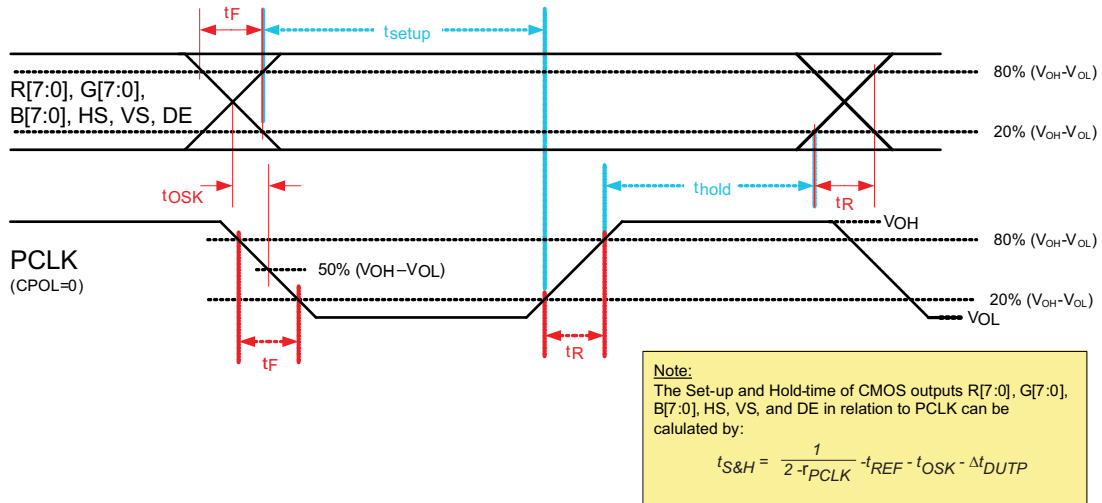 tF
tsetup
80% (VOH-VOL)
R[7:0], G[7:0],
B[7:0], HS, VS, DE
20% (VOH-VOL)
tOSK
thold
tR
VOH
80% (VOH-VOL)
PCLK
(CPOL=0)
50% (VOH–VOL)
20% (VOH-VOL)
VOL
tF
tR
Note:
The Set-up and Hold-time of CMOS outputs R[7:0], G[7:0],
B[7:0], HS, VS, and DE in relation to PCLK can be
calulated by:
tS&H = 1 / 2 -rPCLK -tREF - tOSK - ΔtDUTP